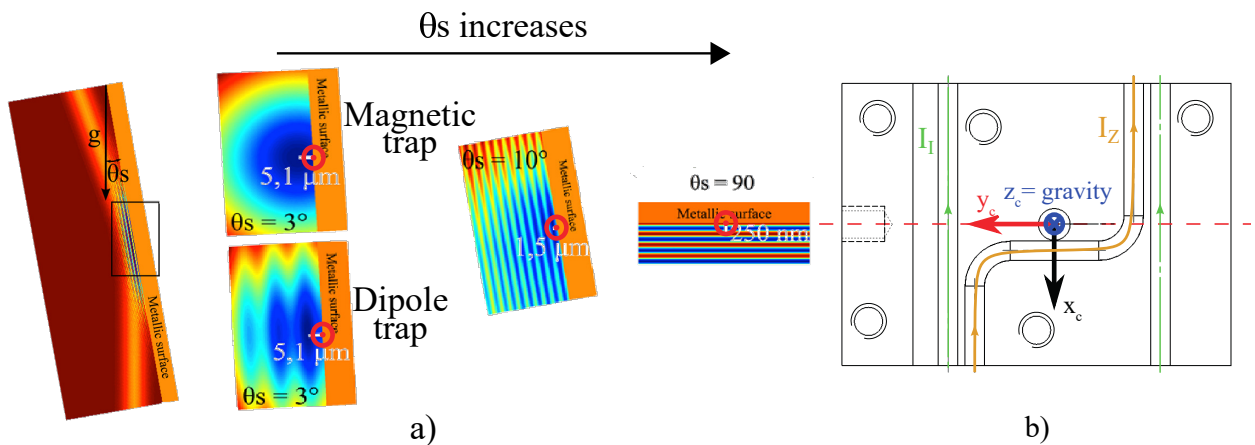 θs increases
g
θs
Metallic surface
Metallic surface
5,1 μm
θs = 3°
Magnetic
trap
Metallic surface
5,1 μm
θs = 3°
Dipole
trap
θs = 10°
Metallic surface
1,5 μm
θs = 90
Metallic surface
250 nm
a)
I_I
I_Z
z_c = gravity
y_c
x_c
b)